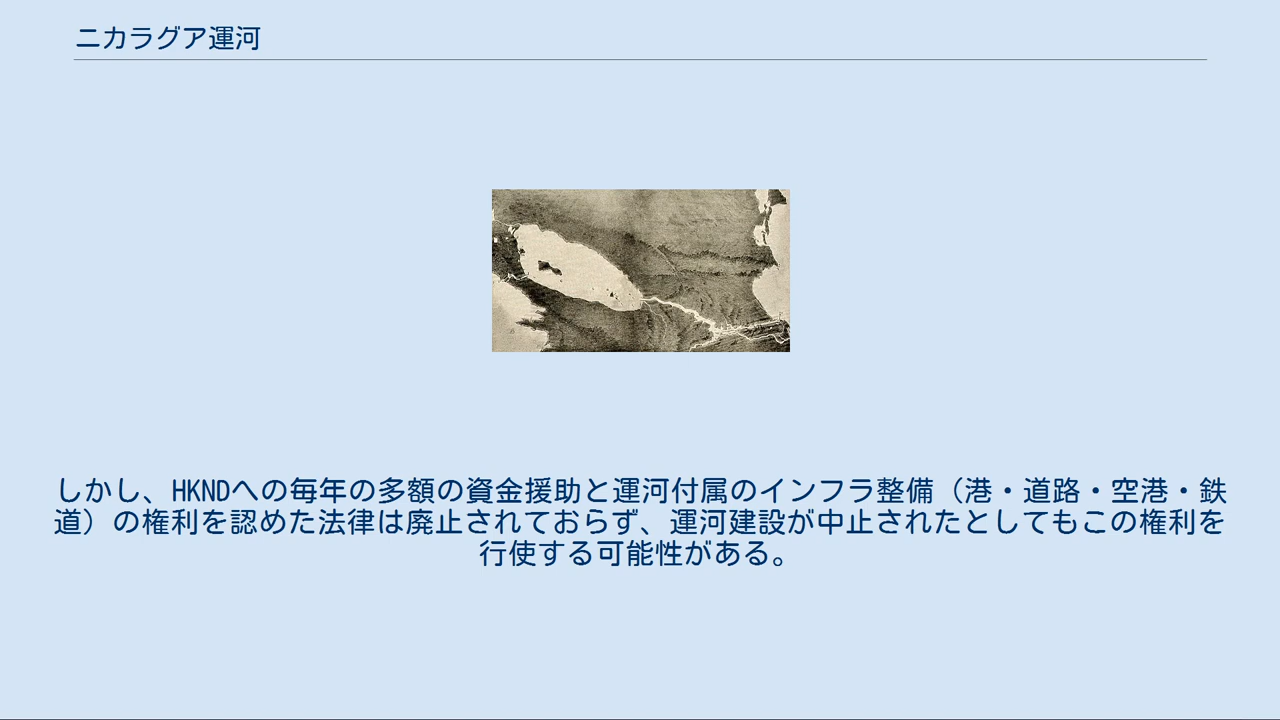 ニカラグア運河
しかし、HKNDへの毎年の多額の資金援助と運河付属のインフラ整備（港・道路・空港・鉄
道）の権利を認めた法律は廃止されておらず、運河建設が中止されたとしてもこの権利を
行使する可能性がある。